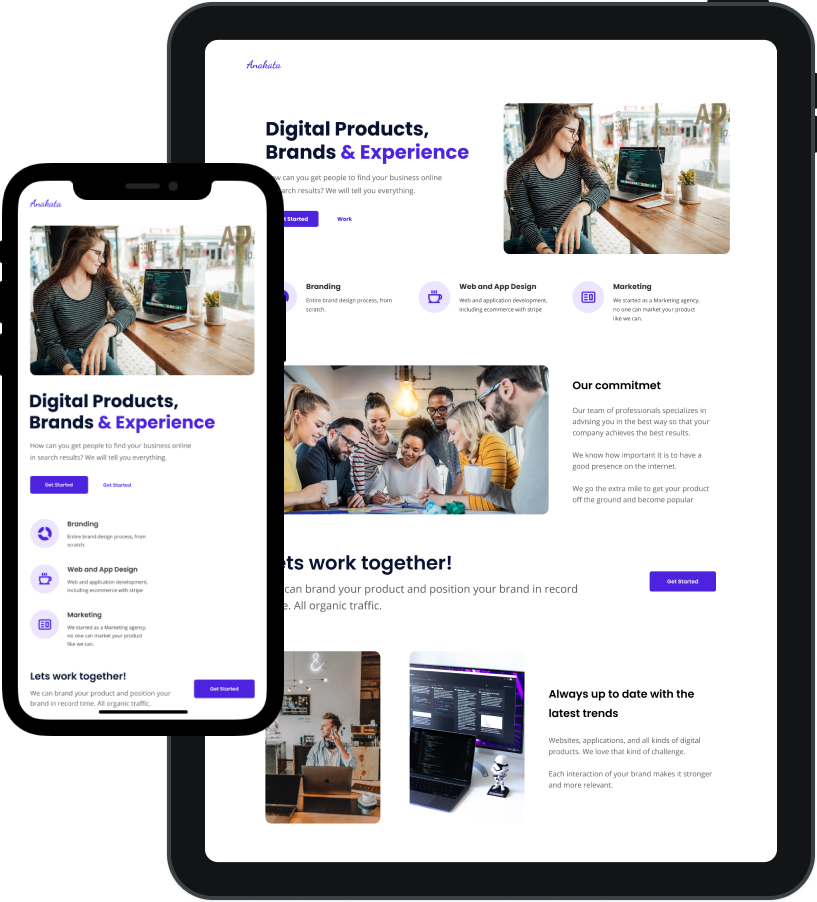 Anakata
Digital Products,
Brands & Experience
How can you get people to find your business online
in search results? We will tell you everything.
Get Started
Get Started
Branding
Entire brand design process, from
scratch.
Web and App Design
Web and application development,
including ecommerce with stripe
Marketing
We started as a Marketing agency,
no one can market your product
like we can.
Lets work together!
We can brand your product and position your
brand in record time. All organic traffic.
Get Started
Anakata
Digital Products,
Brands & Experience
can you get people to find your business online
results? We will tell you everything.
Started
Work
Branding
Entire brand design process, from
scratch.
Web and App Design
Web and application development,
including ecommerce with stripe
Marketing
We started as a Marketing agency,
no one can market your product
like we can.
Our commitmet
Our team of professionals specializes in
advising you in the best way so that your
company achieves the best results.
We know how important it is to have a
good presence on the internet.
We go the extra mile to get your product
off the ground and become popular
ets work together!
can brand your product and position your brand in record
e. All organic traffic.
Get Started
&
Always up to date with the
latest trends
Websites, applications, and all kinds of digital
products. We love that kind of challenge.
Each interaction of your brand makes it stronger
and more relevant.